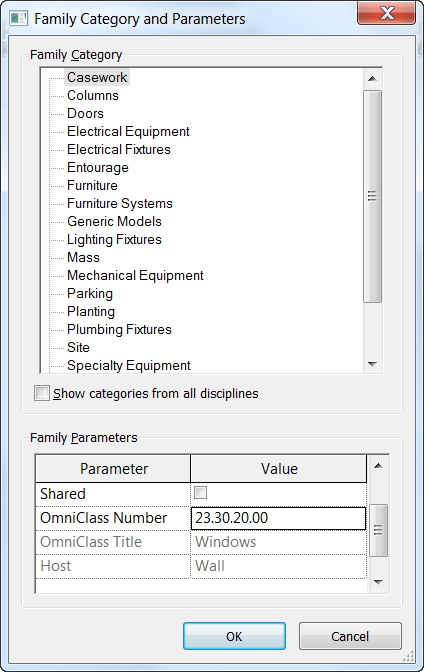 Family Category and Parameters
Family Category
Casework
Columns
Doors
Electrical Equipment
Electrical Fixtures
Entourage
Furniture
Furniture Systems
Generic Models
Lighting Fixtures
Mass
Mechanical Equipment
Parking
Planting
Plumbing Fixtures
Site
Specialty Equipment
Show categories from all disciplines
Family Parameters
Parameter Value
Shared
OmniClass Number 23.30.20.00
OmniClass Title Windows
Host Wall
OK Cancel